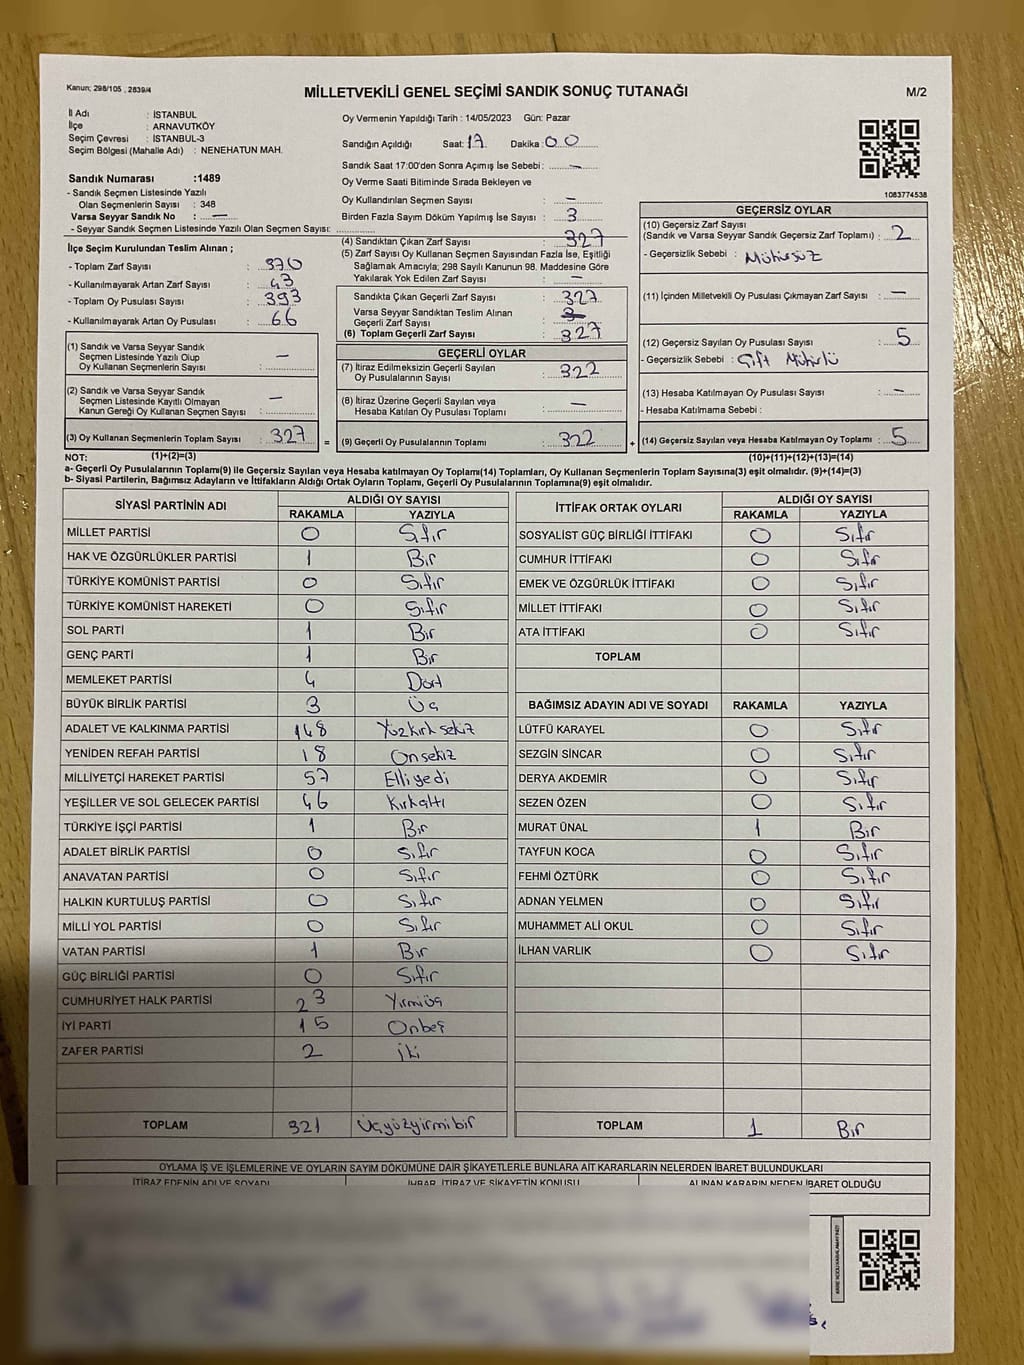 Kanun; 298/105 , 2839/4
MİLLETVEKİLİ GENEL SEÇİMİ SANDIK SONUÇ TUTANAĞI
M/2
İl Adı : İSTANBUL
İlçe : ARNAVUTKÖY
Seçim Çevresi : İSTANBUL-3
Seçim Bölgesi (Mahalle Adı) : NENEHATUN MAH.
Sandık Numarası :1489
- Sandık Seçmen Listesinde Yazılı
Olan Seçmenlerin Sayısı : 348
Varsa Seyyar Sandık No : —
- Seyyar Sandık Seçmen Listesinde Yazılı Olan Seçmen Sayısı:
İlçe Seçim Kurulundan Teslim Alınan ;
- Toplam Zarf Sayısı : 370
- Kullanılmayarak Artan Zarf Sayısı : 43
- Toplam Oy Pusulası Sayısı : 393
- Kullanılmayarak Artan Oy Pusulası : 66
(1) Sandık ve Varsa Seyyar Sandık
Seçmen Listesinde Yazılı Olup
Oy Kullanan Seçmenlerin Sayısı : —
(2) Sandık ve Varsa Seyyar Sandık
Seçmen Listesinde Kayıtlı Olmayan
Kanun Gereği Oy Kullanan Seçmen Sayısı : —
(3) Oy Kullanan Seçmenlerin Toplam Sayısı : 327 =
Oy Vermenin Yapıldığı Tarih : 14/05/2023 Gün: Pazar
Sandığın Açıldığı Saat: 17 Dakika : 00
Sandık Saat 17:00'den Sonra Açımış İse Sebebi : —
Oy Verme Saati Bitiminde Sırada Bekleyen ve
Oy Kullandırılan Seçmen Sayısı : —
Birden Fazla Sayım Döküm Yapılmış İse Sayısı : 3
(4) Sandıktan Çıkan Zarf Sayısı : 327
(5) Zarf Sayısı Oy Kullanan Seçmen Sayısından Fazla İse, Eşitliği
Sağlamak Amacıyla, 298 Sayılı Kanunun 98. Maddesine Göre
Yakılarak Yok Edilen Zarf Sayısı : —
Sandıkta Çıkan Geçerli Zarf Sayısı : 327
Varsa Seyyar Sandıktan Teslim Alınan
Geçerli Zarf Sayısı :
(6) Toplam Geçerli Zarf Sayısı : 327
GEÇERLİ OYLAR
(7) İtiraz Edilmeksizin Geçerli Sayılan
Oy Pusulalarının Sayısı : 322
(8) İtiraz Üzerine Geçerli Sayılan veya
Hesaba Katılan Oy Pusulası Toplamı : —
(9) Geçerli Oy Pusulalarının Toplamı : 322 +
1083774538
GEÇERSİZ OYLAR
(10) Geçersiz Zarf Sayısı
(Sandık ve Varsa Seyyar Sandık Geçersiz Zarf Toplamı) : 2
- Geçersizlik Sebebi : Mühürsüz
(11) İçinden Milletvekili Oy Pusulası Çıkmayan Zarf Sayısı : —
(12) Geçersiz Sayılan Oy Pusulası Sayısı : 5
- Geçersizlik Sebebi : Çift Mühürlü
(13) Hesaba Katılmayan Oy Pusulası Sayısı : —
- Hesaba Katılmama Sebebi :
(14) Geçersiz Sayılan veya Hesaba Katılmayan Oy Toplamı : 5
NOT: (1)+(2)=(3) (10)+(11)+(12)+(13)=(14)
a- Geçerli Oy Pusulalarının Toplamı(9) ile Geçersiz Sayılan veya Hesaba katılmayan Oy Toplamı(14) Toplamları, Oy Kullanan Seçmenlerin Toplam Sayısına(3) eşit olmalıdır. (9)+(14)=(3)
b- Siyasi Partilerin, Bağımsız Adayların ve İttifakların Aldığı Ortak Oyların Toplamı, Geçerli Oy Pusulalarının Toplamına(9) eşit olmalıdır.
SİYASİ PARTİNİN ADI ALDIĞI OY SAYISI
RAKAMLA YAZIYLA
MİLLET PARTİSİ 0 Sıfır
HAK VE ÖZGÜRLÜKLER PARTİSİ 1 Bir
TÜRKİYE KOMÜNİST PARTİSİ 0 Sıfır
TÜRKİYE KOMÜNİST HAREKETİ 0 Sıfır
SOL PARTİ 1 Bir
GENÇ PARTİ 1 Bir
MEMLEKET PARTİSİ 4 Dört
BÜYÜK BİRLİK PARTİSİ 3 Üç
ADALET VE KALKINMA PARTİSİ 148 Yüzkırksekiz
YENİDEN REFAH PARTİSİ 18 Onsekiz
MİLLİYETÇİ HAREKET PARTİSİ 57 Elliyedi
YEŞİLLER VE SOL GELECEK PARTİSİ 46 Kırkaltı
TÜRKİYE İŞÇİ PARTİSİ 1 Bir
ADALET BİRLİK PARTİSİ 0 Sıfır
ANAVATAN PARTİSİ 0 Sıfır
HALKIN KURTULUŞ PARTİSİ 0 Sıfır
MİLLİ YOL PARTİSİ 0 Sıfır
VATAN PARTİSİ 1 Bir
GÜÇ BİRLİĞİ PARTİSİ 0 Sıfır
CUMHURİYET HALK PARTİSİ 23 Yirmiüç
İYİ PARTİ 15 Onbeş
ZAFER PARTİSİ 2 İki
TOPLAM 321 Üçyüzyirmibir
İTTİFAK ORTAK OYLARI ALDIĞI OY SAYISI
RAKAMLA YAZIYLA
SOSYALİST GÜÇ BİRLİĞİ İTTİFAKI 0 Sıfır
CUMHUR İTTİFAKI 0 Sıfır
EMEK VE ÖZGÜRLÜK İTTİFAKI 0 Sıfır
MİLLET İTTİFAKI 0 Sıfır
ATA İTTİFAKI 0 Sıfır
TOPLAM
BAĞIMSIZ ADAYIN ADI VE SOYADI RAKAMLA YAZIYLA
LÜTFÜ KARAYEL 0 Sıfır
SEZGİN SİNCAR 0 Sıfır
DERYA AKDEMİR 0 Sıfır
SEZEN ÖZEN 0 Sıfır
MURAT ÜNAL 1 Bir
TAYFUN KOCA 0 Sıfır
FEHMİ ÖZTÜRK 0 Sıfır
ADNAN YELMEN 0 Sıfır
MUHAMMET ALİ OKUL 0 Sıfır
İLHAN VARLIK 0 Sıfır
TOPLAM 1 Bir
OYLAMA İŞ VE İŞLEMLERİNE VE OYLARIN SAYIM DÖKÜMÜNE DAİR ŞİKAYETLERLE BUNLARA AİT KARARLARIN NELERDEN İBARET BULUNDUKLARI
İTİRAZ EDENİN ADI VE SOYADI İHBAR, İTİRAZ VE ŞİKAYETİN KONUSU ALINAN KARARIN NEDEN İBARET OLDUĞU